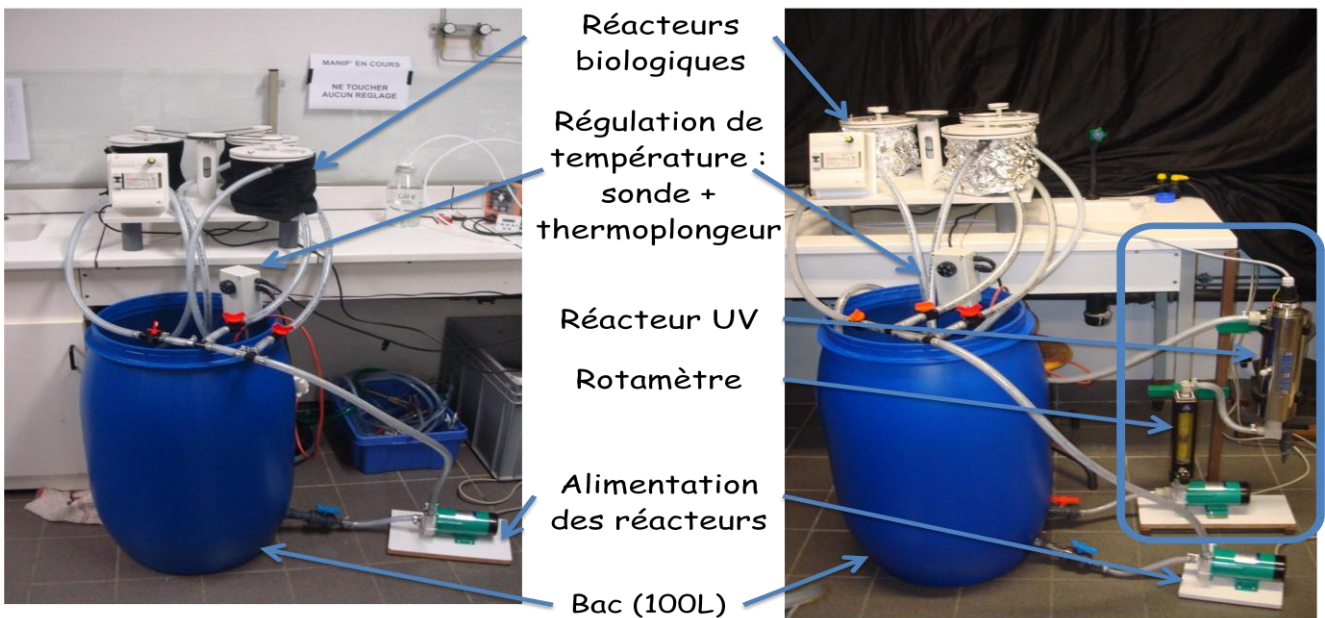 Réacteurs
biologiques
Régulation de
température :
sonde +
thermoplongeur
Réacteur UV
Rotamètre
Alimentation
des réacteurs
Bac (100L)
MANIP' EN COURS
NE TOUCHER
AUCUN REGLAGE